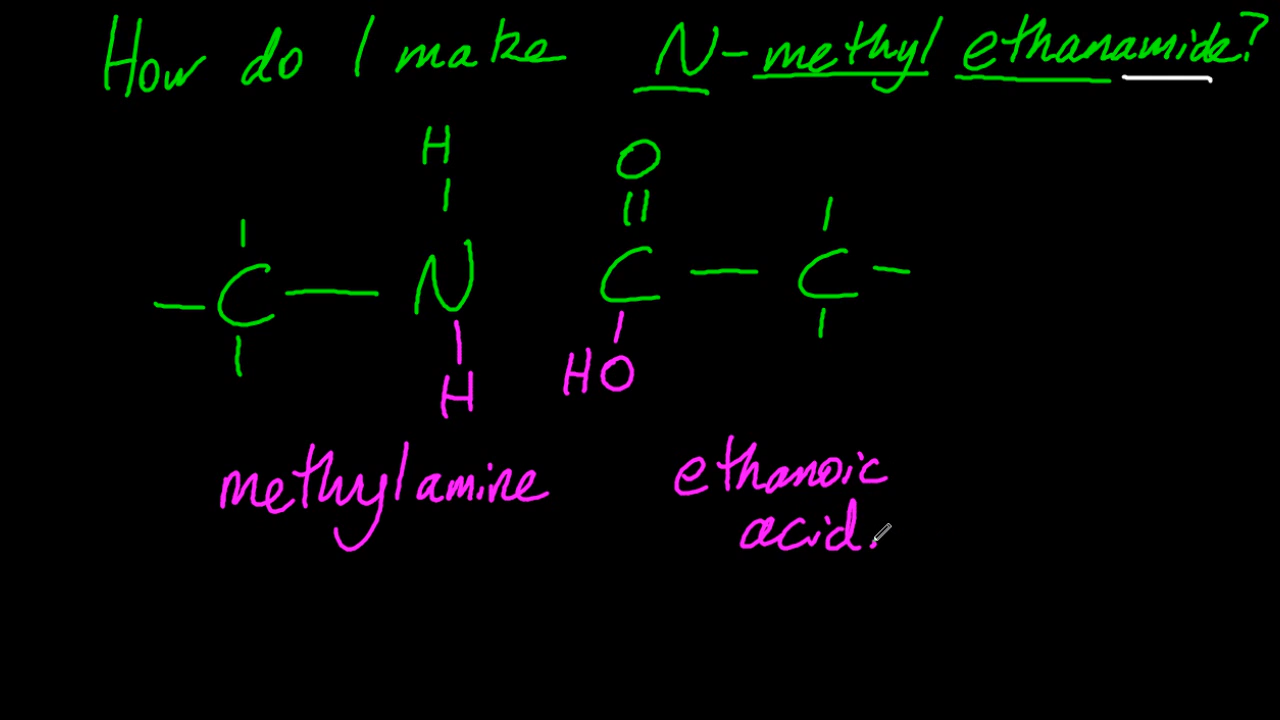 How do I make N-methyl ethanamide?
H O
C N C C
H HO
methylamine ethanoic
acid.